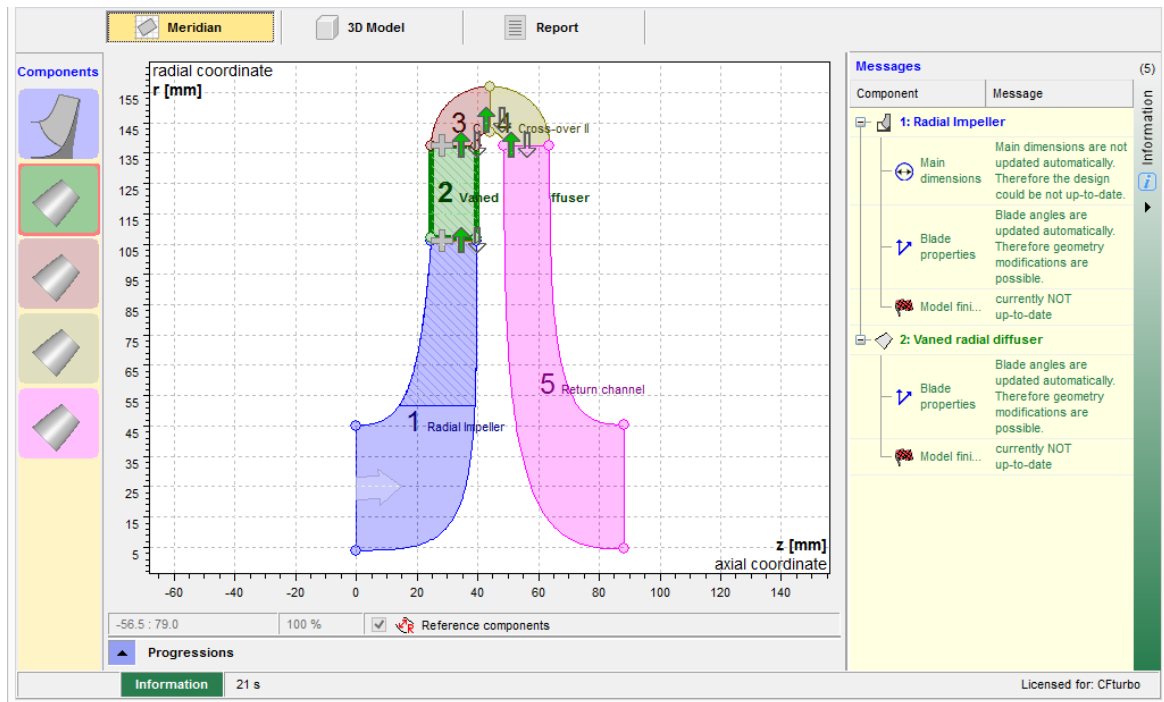 Meridian
3D Model
Report
Components
radial coordinate
r [mm]
155
145
135
125
115
105
95
85
75
65
55
45
35
25
15
5
3
4
Cross-over II
2 Vaned
ffuser
5 Return channel
1 Radial Impeller
z [mm]
axial coordinate
-60
-40
-20
0
20
40
60
80
100
120
140
-56.5 : 79.0
100 %
Reference components
Progressions
Messages
(5)
Component
Message
1: Radial Impeller
Main
dimensions
Main dimensions are not
updated automatically.
Therefore the design
could be not up-to-date.
Blade
properties
Blade angles are
updated automatically.
Therefore geometry
modifications are
possible.
Model fini...
currently NOT
up-to-date
2: Vaned radial diffuser
Blade
properties
Blade angles are
updated automatically.
Therefore geometry
modifications are
possible.
Model fini...
currently NOT
up-to-date
Information
i
Information
21 s
Licensed for: CFturbo